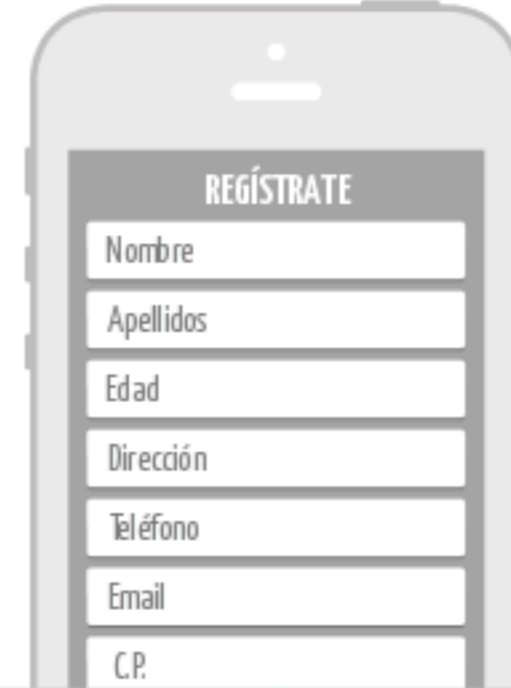 REGÍSTRATE
Nombre
Apellidos
Edad
Dirección
Teléfono
Email
C.P.